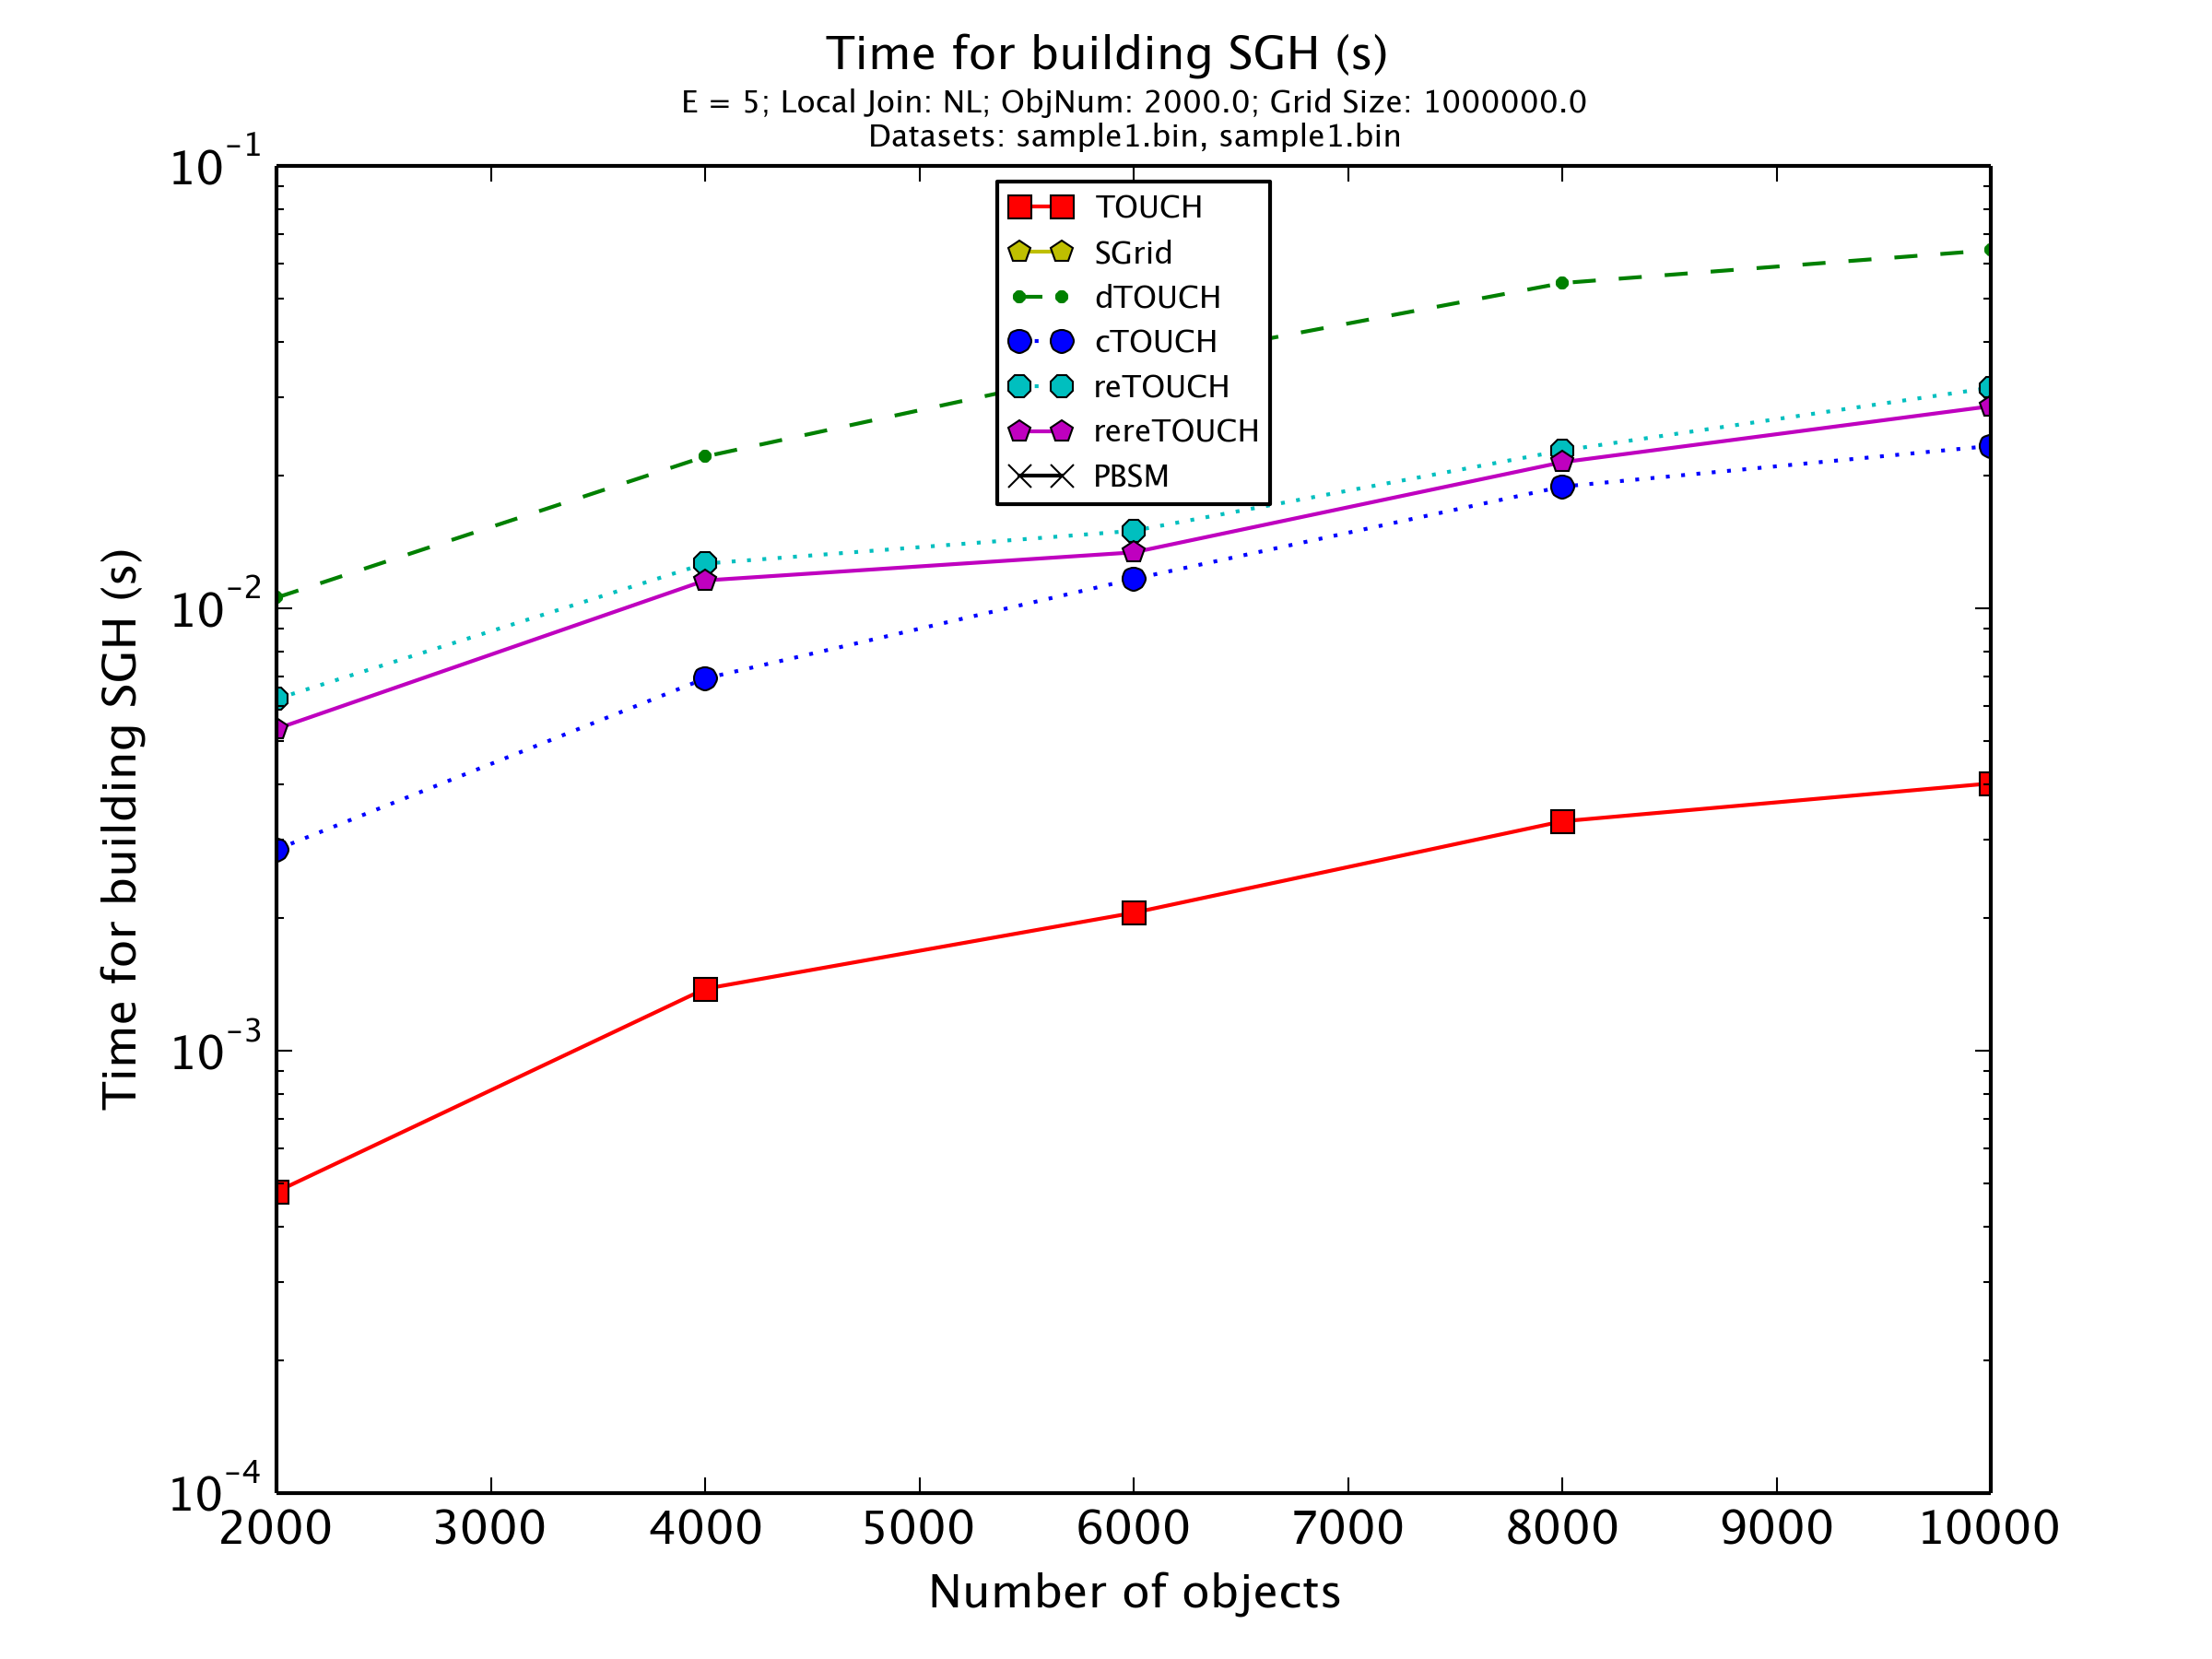 Time for building SGH (s)
E = 5; Local Join: NL; ObjNum: 2000.0; Grid Size: 1000000.0
Datasets: sample1.bin, sample1.bin
10^-1
10^-2
10^-3
10^-4
Time for building SGH (s)
TOUCH
SGrid
dTOUCH
cTOUCH
reTOUCH
rereTOUCH
PBSM
2000 3000 4000 5000 6000 7000 8000 9000 10000
Number of objects